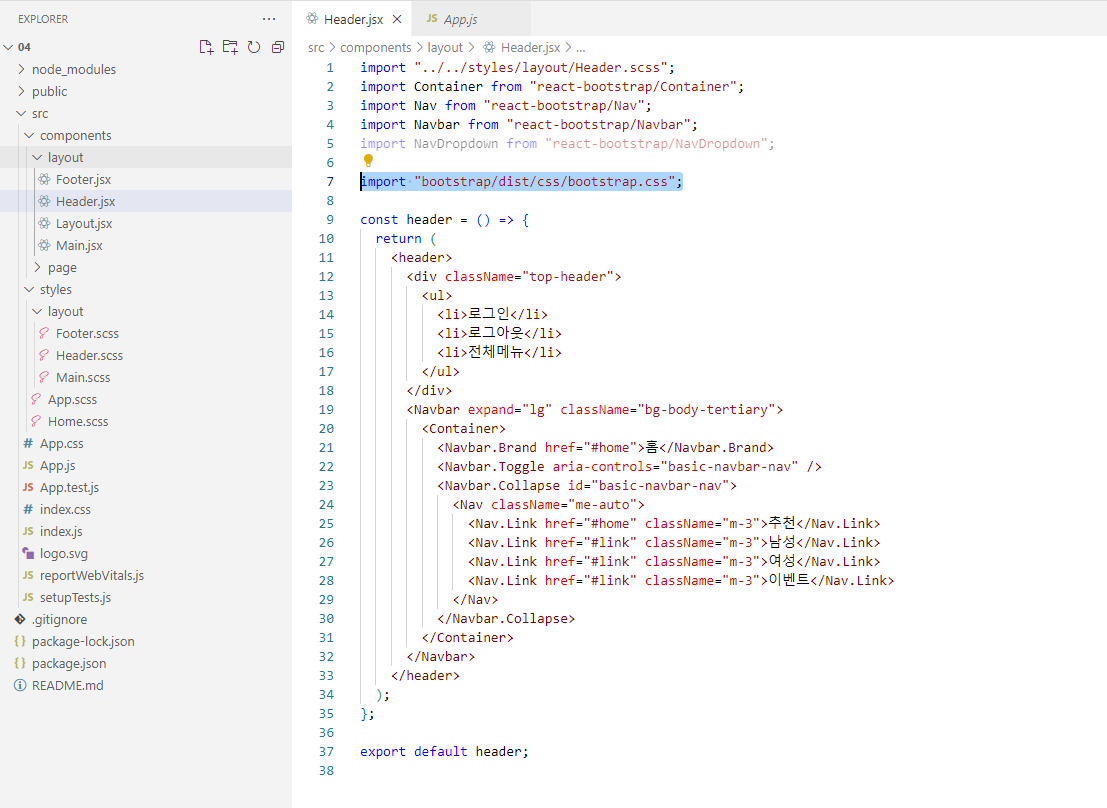 EXPLORER
04
node_modules
public
src
components
layout
Footer.jsx
Header.jsx
Layout.jsx
Main.jsx
page
styles
layout
Footer.scss
Header.scss
Main.scss
App.scss
Home.scss
# App.css
JS App.js
JS App.test.js
# index.css
JS index.js
logo.svg
JS reportWebVitals.js
JS setupTests.js
.gitignore
{} package-lock.json
{} package.json
README.md
Header.jsx JS App.js
src > components > layout > Header.jsx > ...
1 import "../../styles/layout/Header.scss";
2 import Container from "react-bootstrap/Container";
3 import Nav from "react-bootstrap/Nav";
4 import Navbar from "react-bootstrap/Navbar";
5 import NavDropdown from "react-bootstrap/NavDropdown";
6
7 import "bootstrap/dist/css/bootstrap.css";
8
9 const header = () => {
10 return (
11 <header>
12 <div className="top-header">
13 <ul>
14 <li>로그인</li>
15 <li>로그아웃</li>
16 <li>전체메뉴</li>
17 </ul>
18 </div>
19 <Navbar expand="lg" className="bg-body-tertiary">
20 <Container>
21 <Navbar.Brand href="#home">홈</Navbar.Brand>
22 <Navbar.Toggle aria-controls="basic-navbar-nav" />
23 <Navbar.Collapse id="basic-navbar-nav">
24 <Nav className="me-auto">
25 <Nav.Link href="#home" className="m-3">추천</Nav.Link>
26 <Nav.Link href="#link" className="m-3">남성</Nav.Link>
27 <Nav.Link href="#link" className="m-3">여성</Nav.Link>
28 <Nav.Link href="#link" className="m-3">이벤트</Nav.Link>
29 </Nav>
30 </Navbar.Collapse>
31 </Container>
32 </Navbar>
33 </header>
34 );
35 };
36
37 export default header;
38